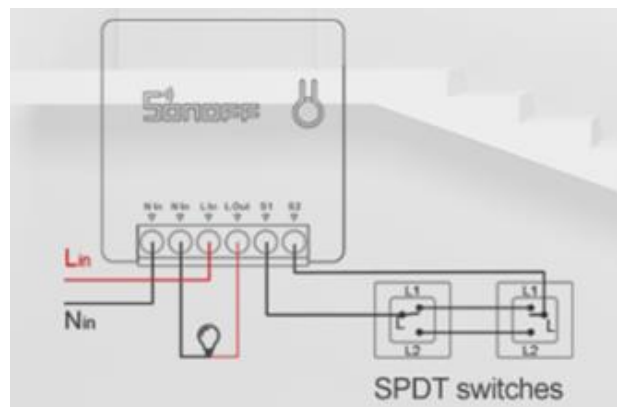 SONOFF
N In N In L In L Out S1 S2
Lin
Nin
L1 L1
L L
L2 L2
SPDT switches